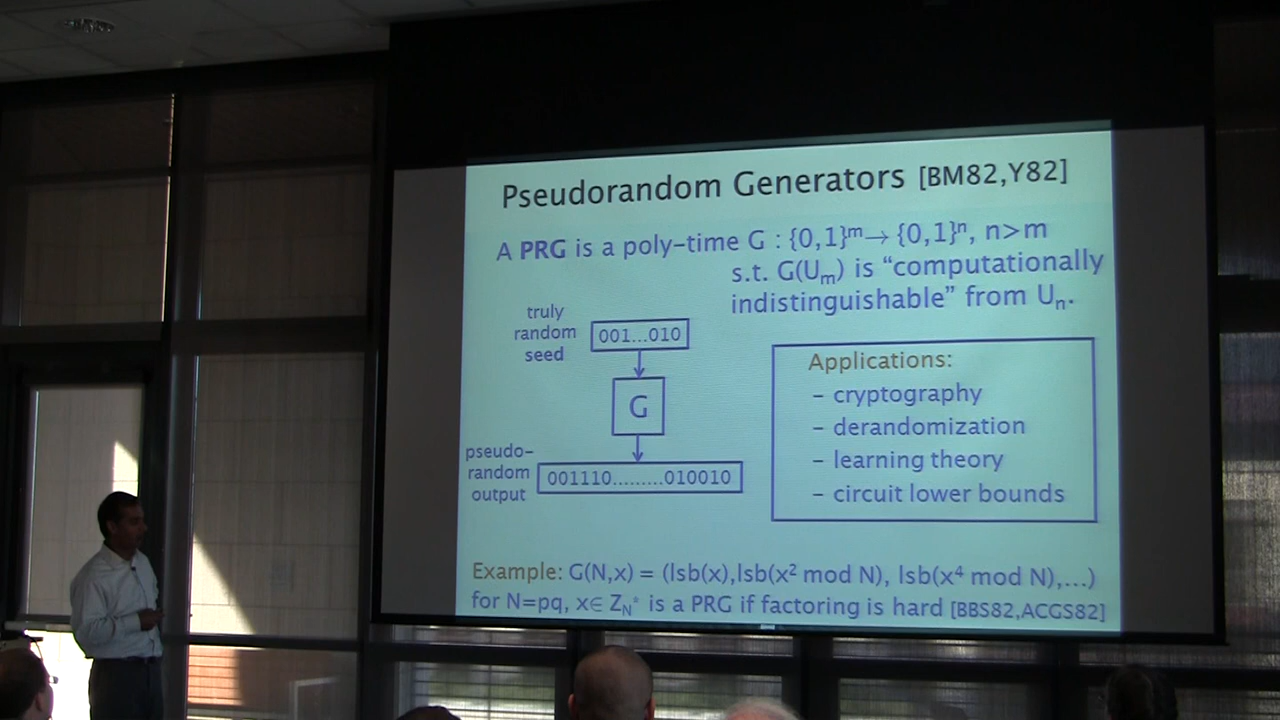 Pseudorandom Generators [BM82,Y82]
A PRG is a poly-time G : {0,1}ᵐ→ {0,1}ⁿ, n>m
s.t. G(Uₘ) is “computationally
indistinguishable” from Uₙ.
truly
random
seed
001...010
G
pseudo-
random
output
001110.........010010
Applications:
– cryptography
– derandomization
– learning theory
– circuit lower bounds
Example: G(N,x) = (lsb(x),lsb(x² mod N), lsb(x⁴ mod N),...)
for N=pq, x∈ Z_N* is a PRG if factoring is hard [BBS82,ACGS82]